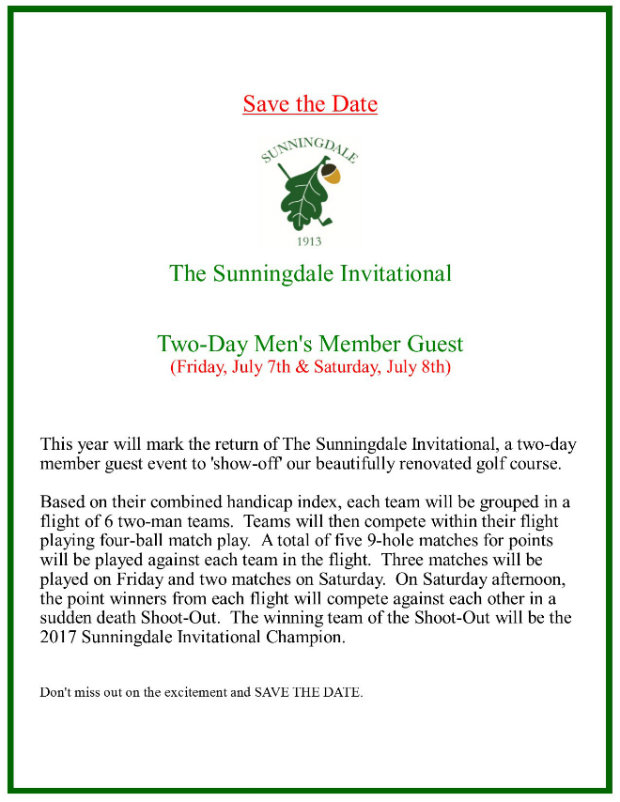 Save the Date
SUNNINGDALE
1913
The Sunningdale Invitational
Two-Day Men's Member Guest
(Friday, July 7th & Saturday, July 8th)
This year will mark the return of The Sunningdale Invitational, a two-day
member guest event to 'show-off' our beautifully renovated golf course.
Based on their combined handicap index, each team will be grouped in a
flight of 6 two-man teams.  Teams will then compete within their flight
playing four-ball match play.  A total of five 9-hole matches for points
will be played against each team in the flight.  Three matches will be
played on Friday and two matches on Saturday.  On Saturday afternoon,
the point winners from each flight will compete against each other in a
sudden death Shoot-Out.  The winning team of the Shoot-Out will be the
2017 Sunningdale Invitational Champion.
Don't miss out on the excitement and SAVE THE DATE.